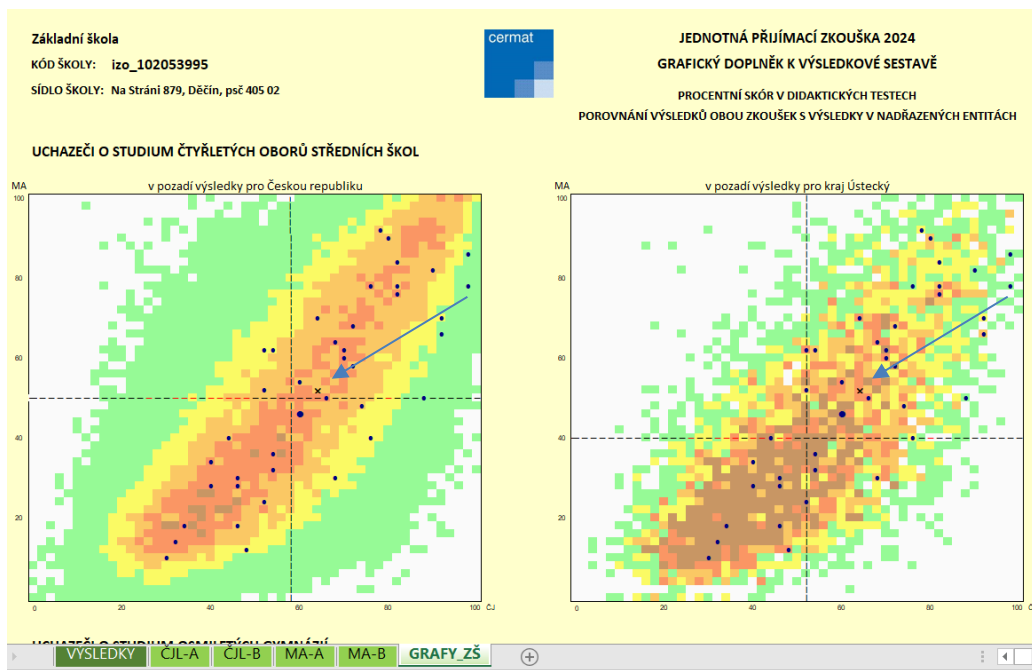 Základní škola
KÓD ŠKOLY: izo_102053995
SÍDLO ŠKOLY: Na Stráni 879, Děčín, psč 405 02
cermat
JEDNOTNÁ PŘIJÍMACÍ ZKOUŠKA 2024
GRAFICKÝ DOPLNĚK K VÝSLEDKOVÉ SESTAVĚ
PROCENTNÍ SKÓR V DIDAKTICKÝCH TESTECH
POROVNÁNÍ VÝSLEDKŮ OBOU ZKOUŠEK S VÝSLEDKY V NADŘAZENÝCH ENTITÁCH
UCHAZEČI O STUDIUM ČTYŘLETÝCH OBORŮ STŘEDNÍCH ŠKOL
MA
v pozadí výsledky pro Českou republiku
100
80
60
40
20
0 20 40 60 80 100 ČJ
MA
v pozadí výsledky pro kraj Ústecký
100
80
60
40
20
0 20 40 60 80 100
UCHAZEČI O STUDIUM OSMILETÝCH GYMNÁZIÍ
VÝSLEDKY ČJL-A ČJL-B MA-A MA-B GRAFY_ZŠ